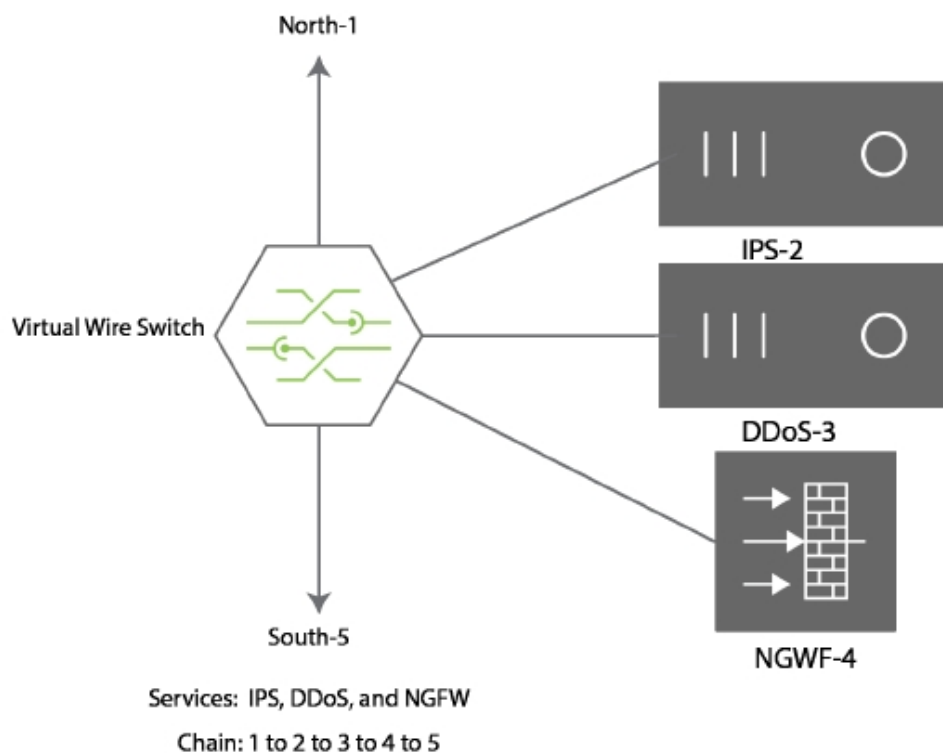 North-1
IPS-2
Virtual Wire Switch
DDoS-3
South-5
NGWF-4
Services: IPS, DDoS, and NGFW
Chain: 1 to 2 to 3 to 4 to 5